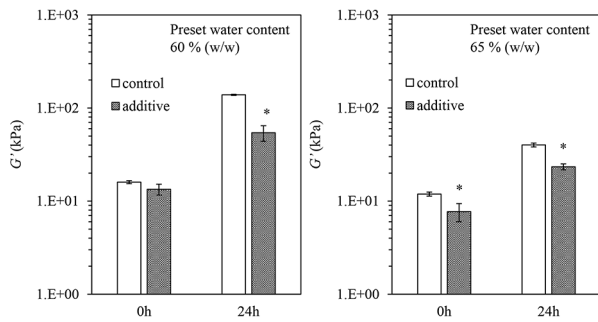 1.E+03
Preset water content
60 % (w/w)
control
additive
1.E+02
*
G' (kPa)
1.E+01
1.E+00
0h
24h
1.E+03
Preset water content
65 % (w/w)
control
additive
1.E+02
*
*
G' (kPa)
1.E+01
1.E+00
0h
24h